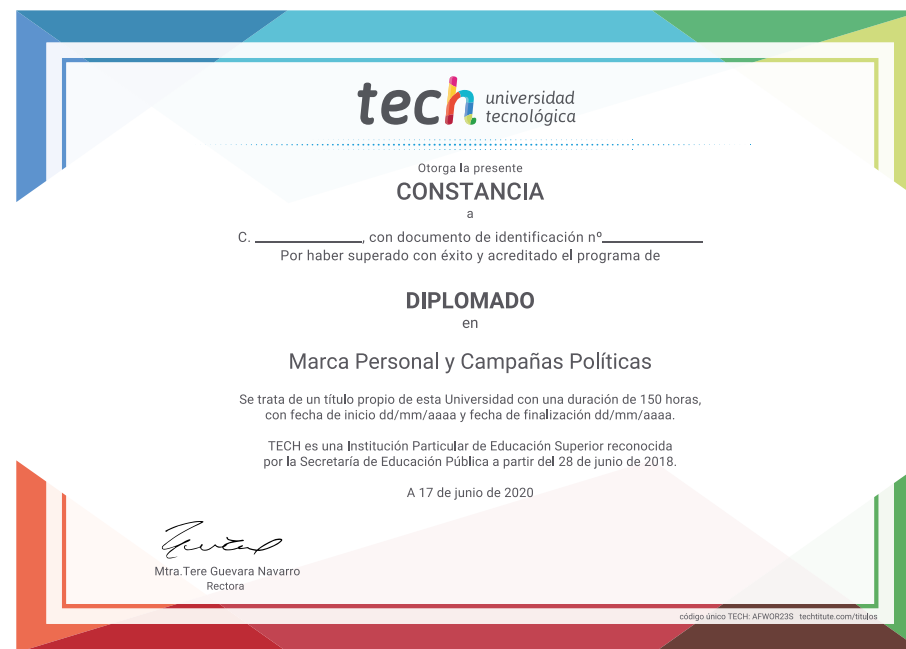 tech universidad
tecnológica
Otorga la presente
CONSTANCIA
a
C. ____________, con documento de identificación nº____________
Por haber superado con éxito y acreditado el programa de
DIPLOMADO
en
Marca Personal y Campañas Políticas
Se trata de un título propio de esta Universidad con una duración de 150 horas,
con fecha de inicio dd/mm/aaaa y fecha de finalización dd/mm/aaaa.
TECH es una Institución Particular de Educación Superior reconocida
por la Secretaría de Educación Pública a partir del 28 de junio de 2018.
A 17 de junio de 2020
Mtra.Tere Guevara Navarro
Rectora
código único TECH: AFWOR23S techtitute.com/titulos